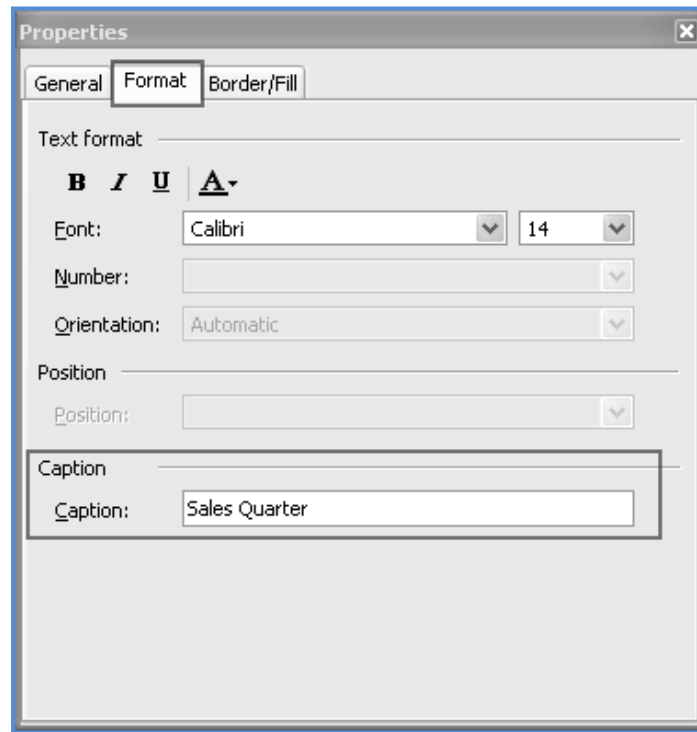 Properties
General Format Border/Fill
Text format
B I U A
Font: Calibri 14
Number:
Orientation: Automatic
Position
Position:
Caption
Caption: Sales Quarter